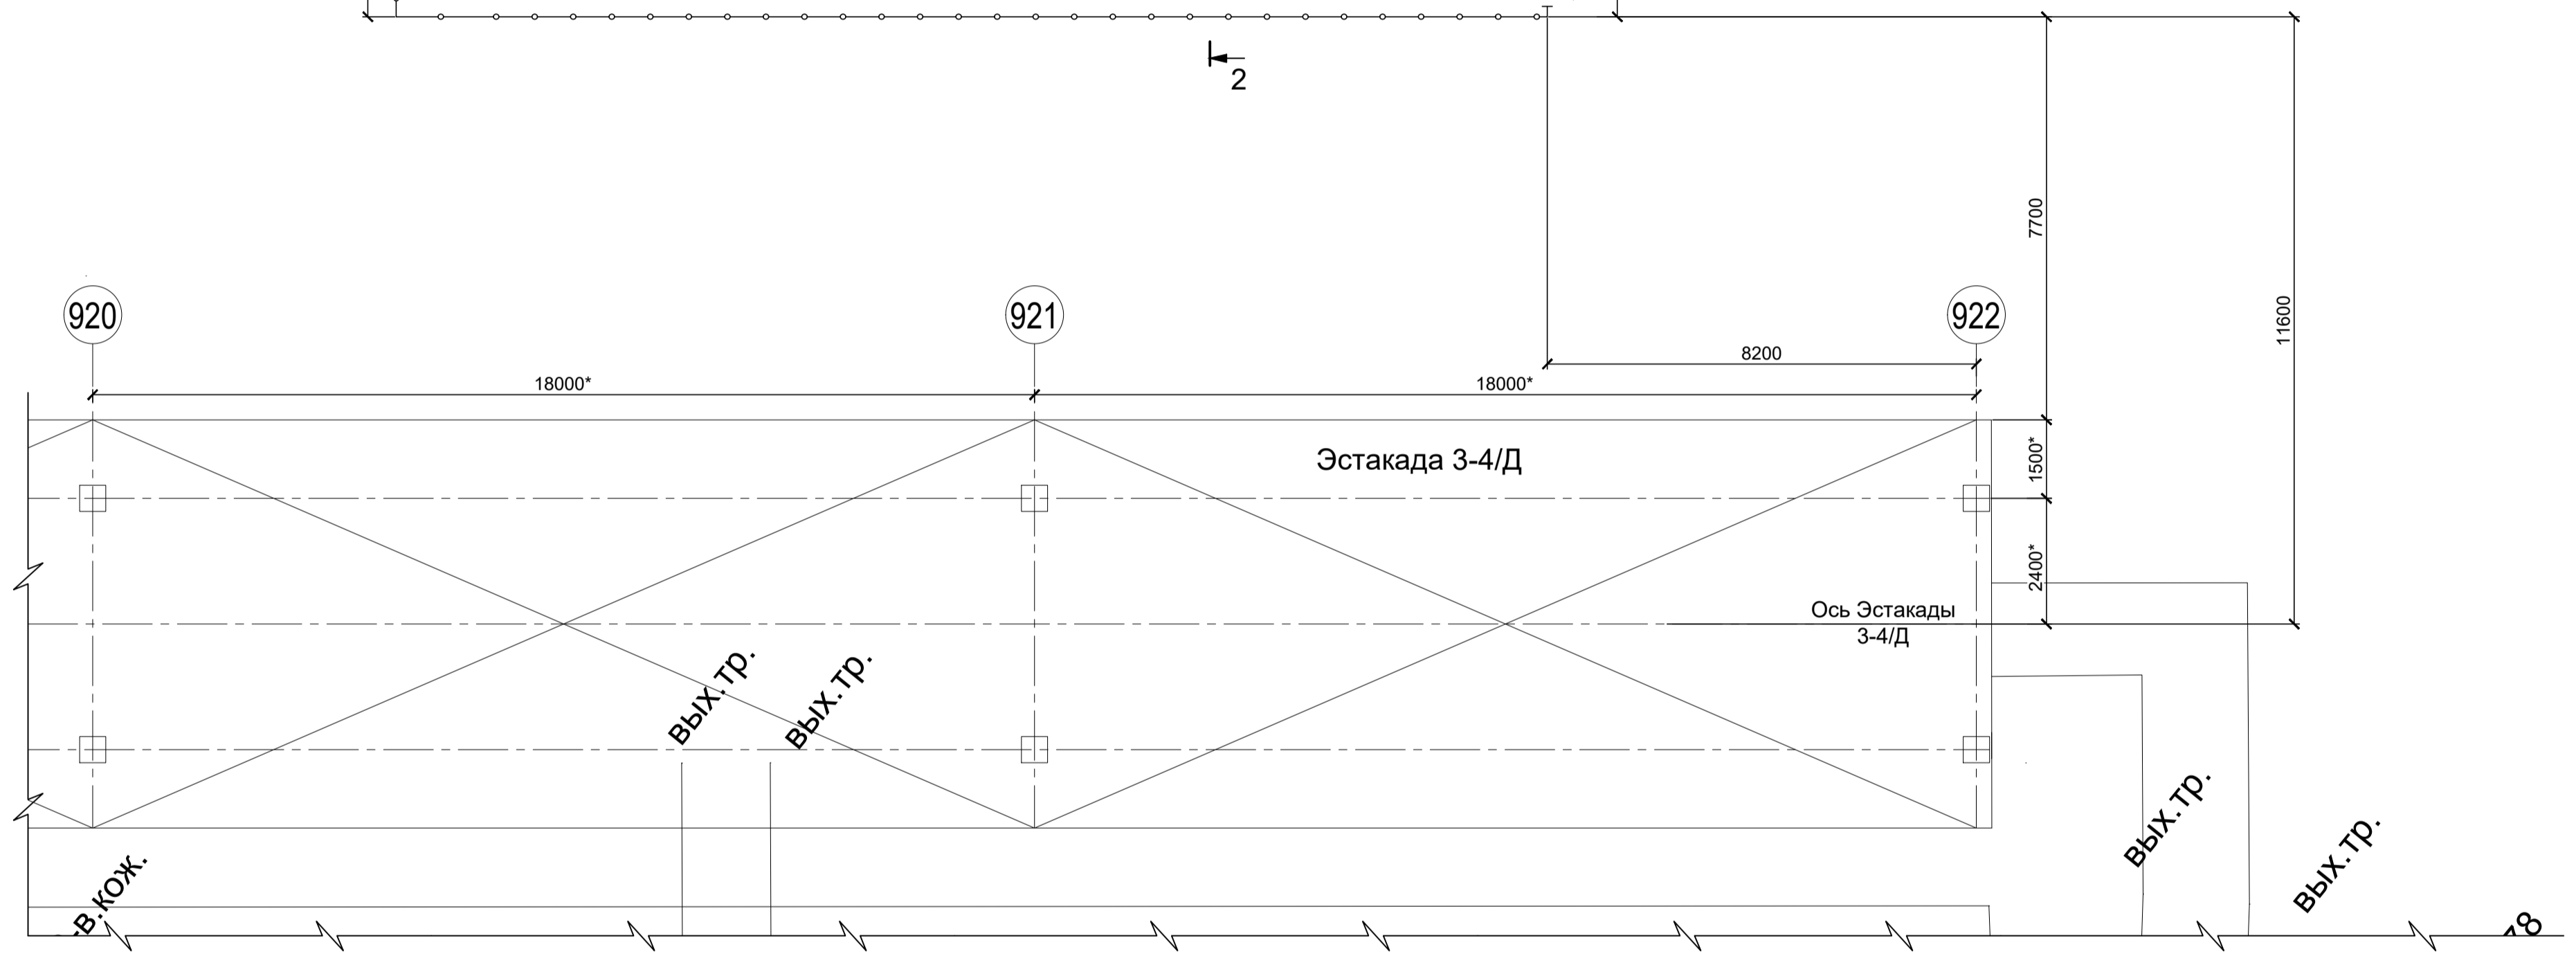 2
7700
11600
920
921
922
8200
18000*
18000*
Эстакада 3-4/Д
1500*
2400*
Ось Эстакады
3-4/Д
вых.тр.
вых.тр.
вых.тр.
вых.тр.
-в.кож.
78